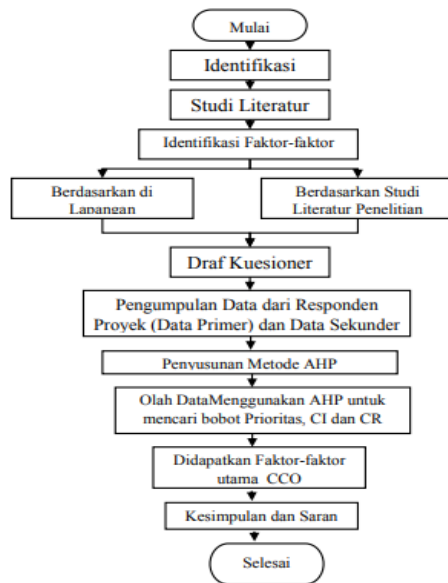 Mulai
Identifikasi
Studi Literatur
Identifikasi Faktor-faktor
Berdasarkan di
Lapangan
Berdasarkan Studi
Literatur Penelitian
Draf Kuesioner
Pengumpulan Data dari Responden
Proyek (Data Primer) dan Data Sekunder
Penyusunan Metode AHP
Olah DataMenggunakan AHP untuk
mencari bobot Prioritas, CI dan CR
Didapatkan Faktor-faktor
utama CCO
Kesimpulan dan Saran
Selesai